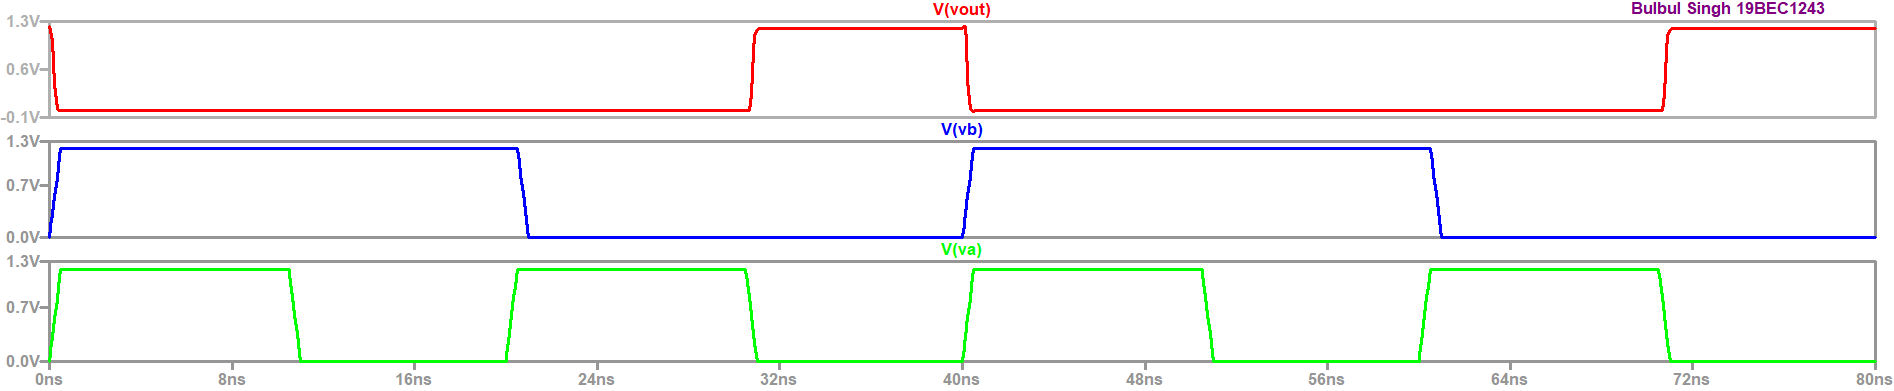 V(vout) Bulbul Singh 19BEC1243
1.3V
0.6V
-0.1V
V(vb)
1.3V
0.7V
0.0V
V(va)
1.3V
0.7V
0.0V
0ns 8ns 16ns 24ns 32ns 40ns 48ns 56ns 64ns 72ns 80ns